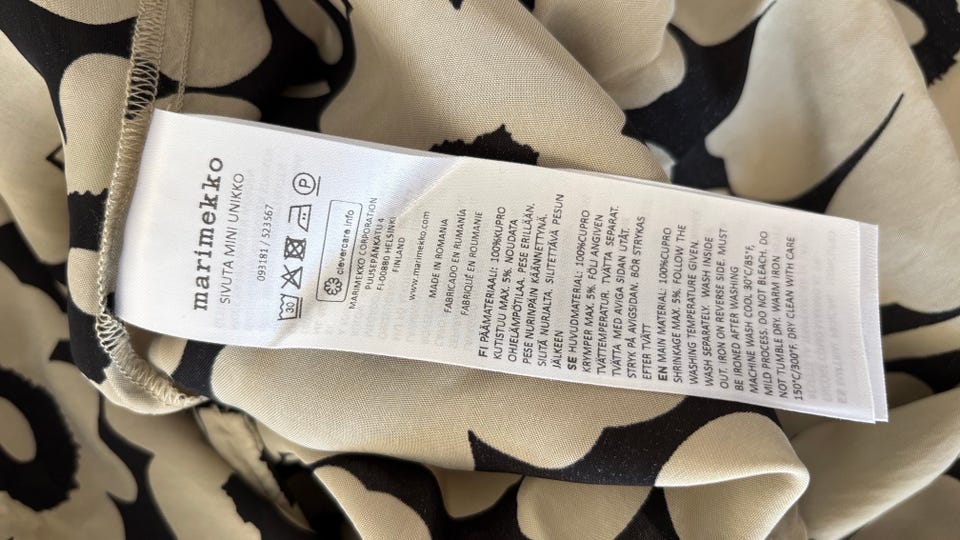 marimekko
SIVUTA MINI UNIKKO
093181 / 523567
30 P
clevercare.info
MARIMEKKO CORPORATION
PUUSEPÄNKATU 4
FI-00880 HELSINKI
FINLAND
www.marimekko.com
MADE IN ROMANIA
FABRICADO EN RUMANÍA
FABRIQUÉ EN ROUMANIE
FI PÄÄMATERIAALI: 100%KUPRO
KUTISTUU MAX. 5%. NOUDATA
OHJELÄMPÖTILAA. PESE ERILLÄÄN.
PESE NURINPÄIN KÄÄNNETTYNÄ.
SILITÄ NURJALTA. SILITETTÄVÄ PESUN
JÄLKEEN
SE HUVUDMATERIAL: 100%CUPRO
KRYMPER MAX. 5%. FÖLJ ANGIVEN
TVÄTTEMPERATUR. TVÄTTA SEPARAT.
TVÄTTA MED AVIGA SIDAN UTÅT.
STRYK PÅ AVIGSIDAN. BÖR STRYKAS
EFTER TVÄTT
EN MAIN MATERIAL: 100%CUPRO
SHRINKAGE MAX. 5%. FOLLOW THE
WASHING TEMPERATURE GIVEN.
WASH SEPARATELY. WASH INSIDE
OUT. IRON ON REVERSE SIDE. MUST
BE IRONED AFTER WASHING
MACHINE WASH COOL 30°C/85°F,
MILD PROCESS. DO NOT BLEACH. DO
NOT TUMBLE DRY. WARM IRON
150°C/300°F. DRY CLEAN WITH CARE